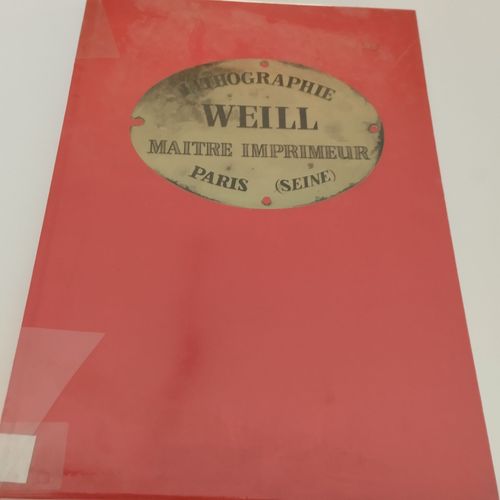 LITHOGRAPHIE
WEILL
MAITRE IMPRIMEUR
PARIS (SEINE)